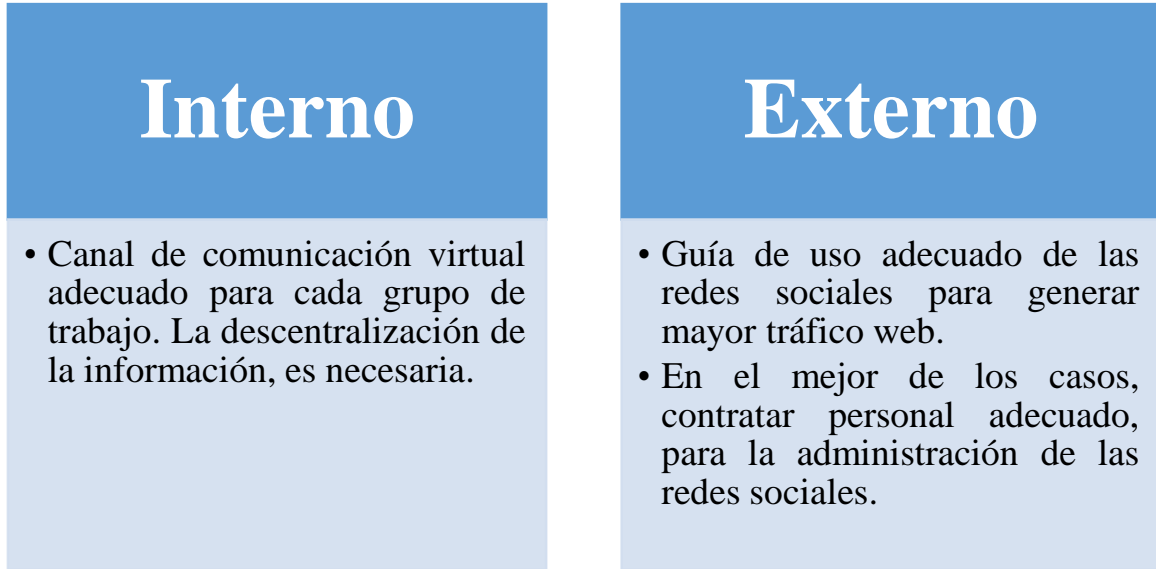 Interno
• Canal de comunicación virtual
adecuado para cada grupo de
trabajo. La descentralización de
la información, es necesaria.
Externo
• Guía de uso adecuado de las
redes sociales para generar
mayor tráfico web.
• En el mejor de los casos,
contratar personal adecuado,
para la administración de las
redes sociales.